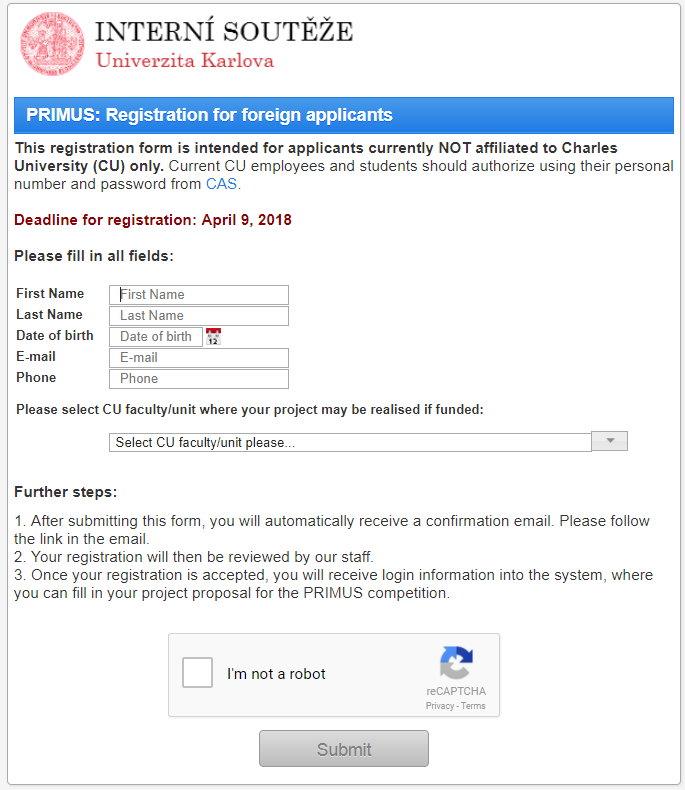 INTERNÍ SOUTĚŽE
Univerzita Karlova
PRIMUS: Registration for foreign applicants
This registration form is intended for applicants currently NOT affiliated to Charles
University (CU) only. Current CU employees and students should authorize using their personal
number and password from CAS.
Deadline for registration: April 9, 2018
Please fill in all fields:
First Name First Name
Last Name Last Name
Date of birth Date of birth 12
E-mail E-mail
Phone Phone
Please select CU faculty/unit where your project may be realised if funded:
Select CU faculty/unit please...
Further steps:
1. After submitting this form, you will automatically receive a confirmation email. Please follow
the link in the email.
2. Your registration will then be reviewed by our staff.
3. Once your registration is accepted, you will receive login information into the system, where
you can fill in your project proposal for the PRIMUS competition.
I'm not a robot
reCAPTCHA
Privacy - Terms
Submit